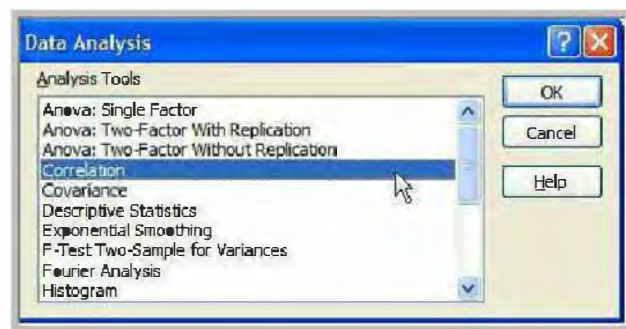 Data Analysis
Analysis Tools
Anova: Single Factor
Anova: Two-Factor With Replication
Anova: Two-Factor Without Replication
Correlation
Covariance
Descriptive Statistics
Exponential Smoothing
F-Test Two-Sample for Variances
Fourier Analysis
Histogram
OK
Cancel
Help